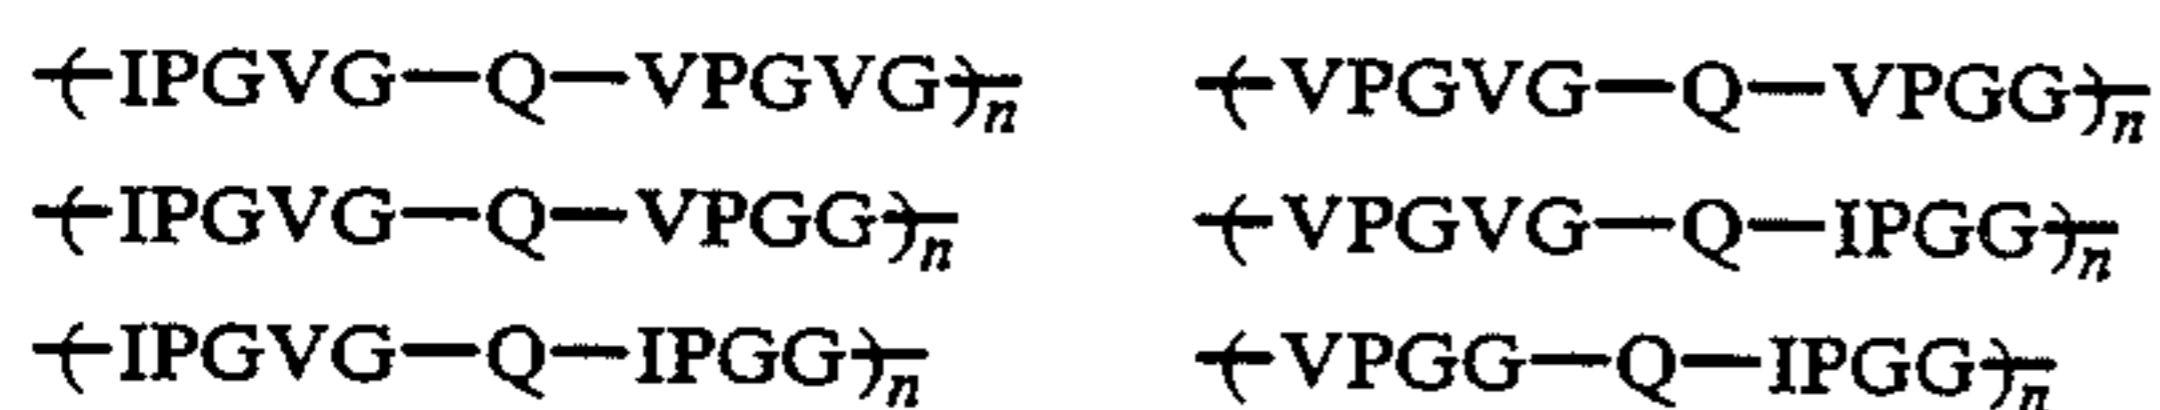 -(IPGVG—Q—VPGVG)-n
-(IPGVG—Q—VPGG)-n
-(IPGVG—Q—IPGG)-n
-(VPGVG—Q—VPGG)-n
-(VPGVG—Q—IPGG)-n
-(VPGG—Q—IPGG)-n